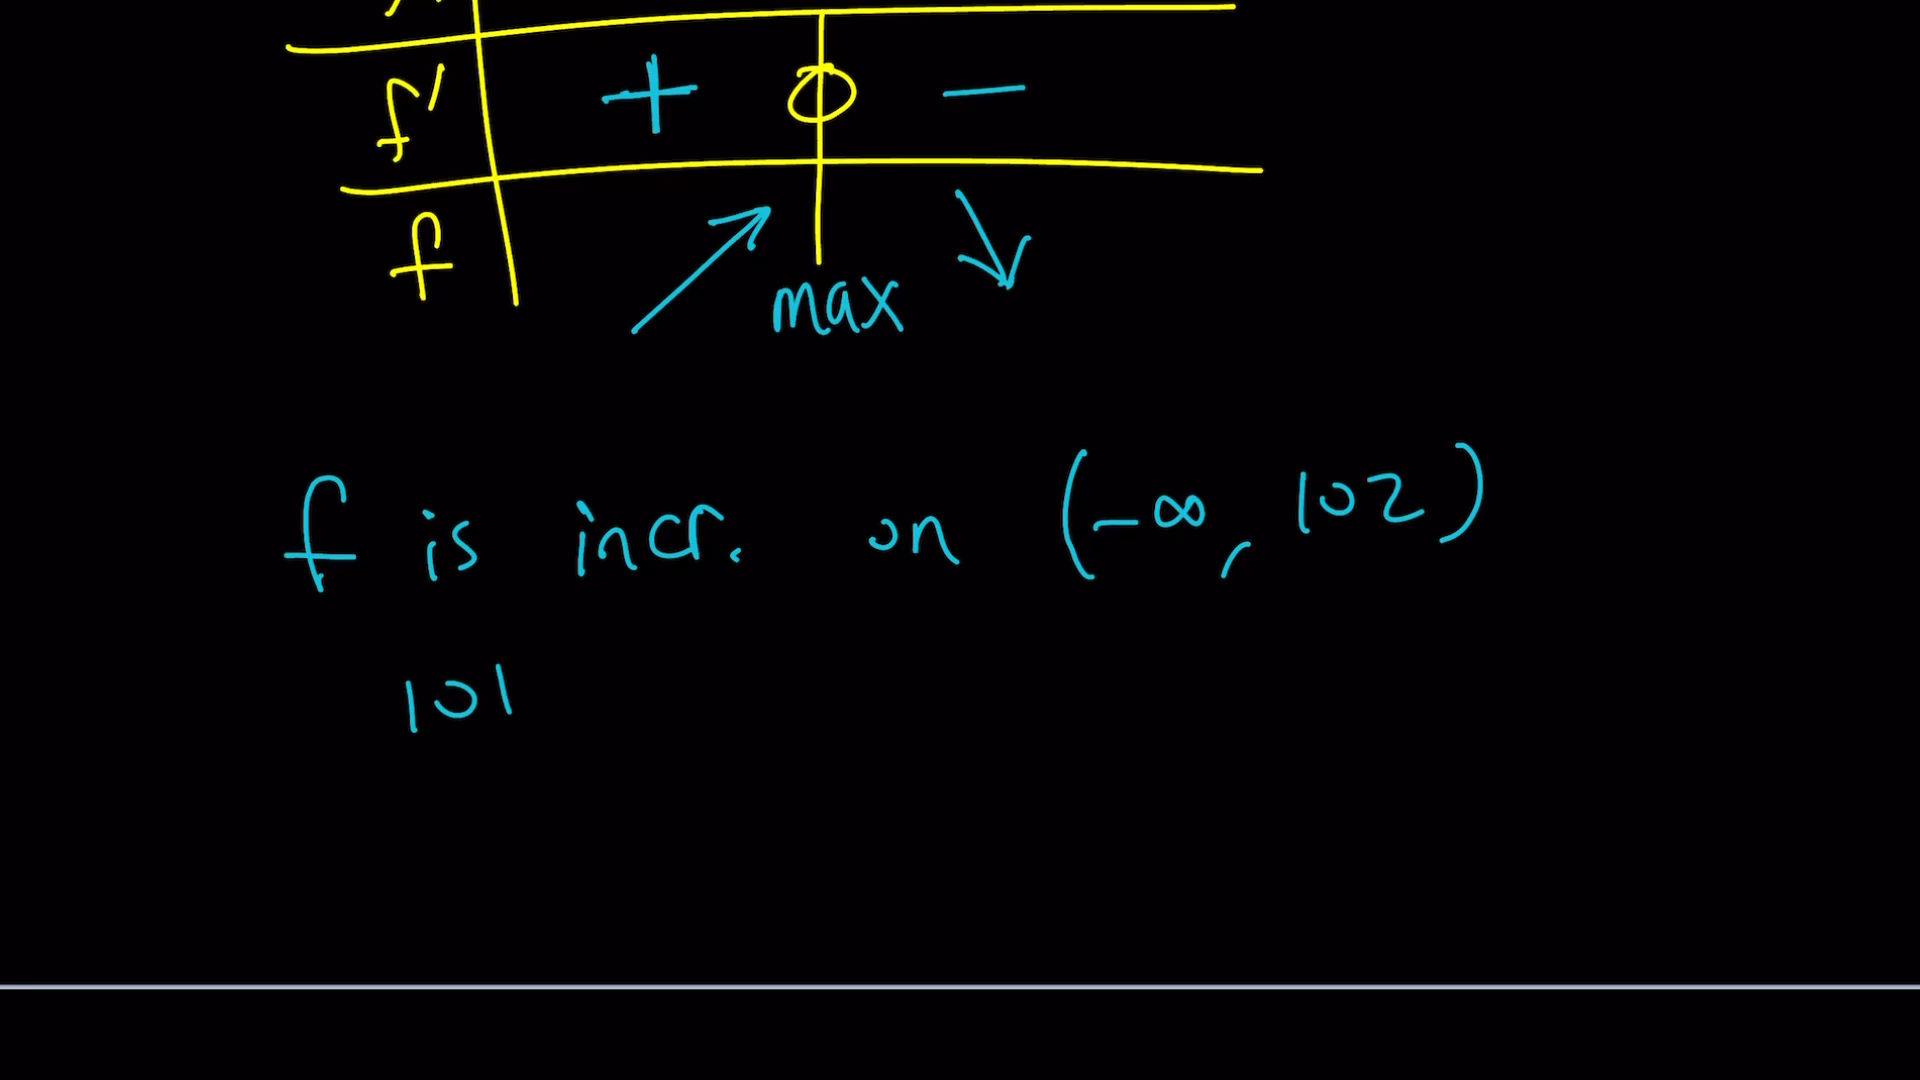 f' + 0 −
f
max
f is incr. on (-∞, 102)
101